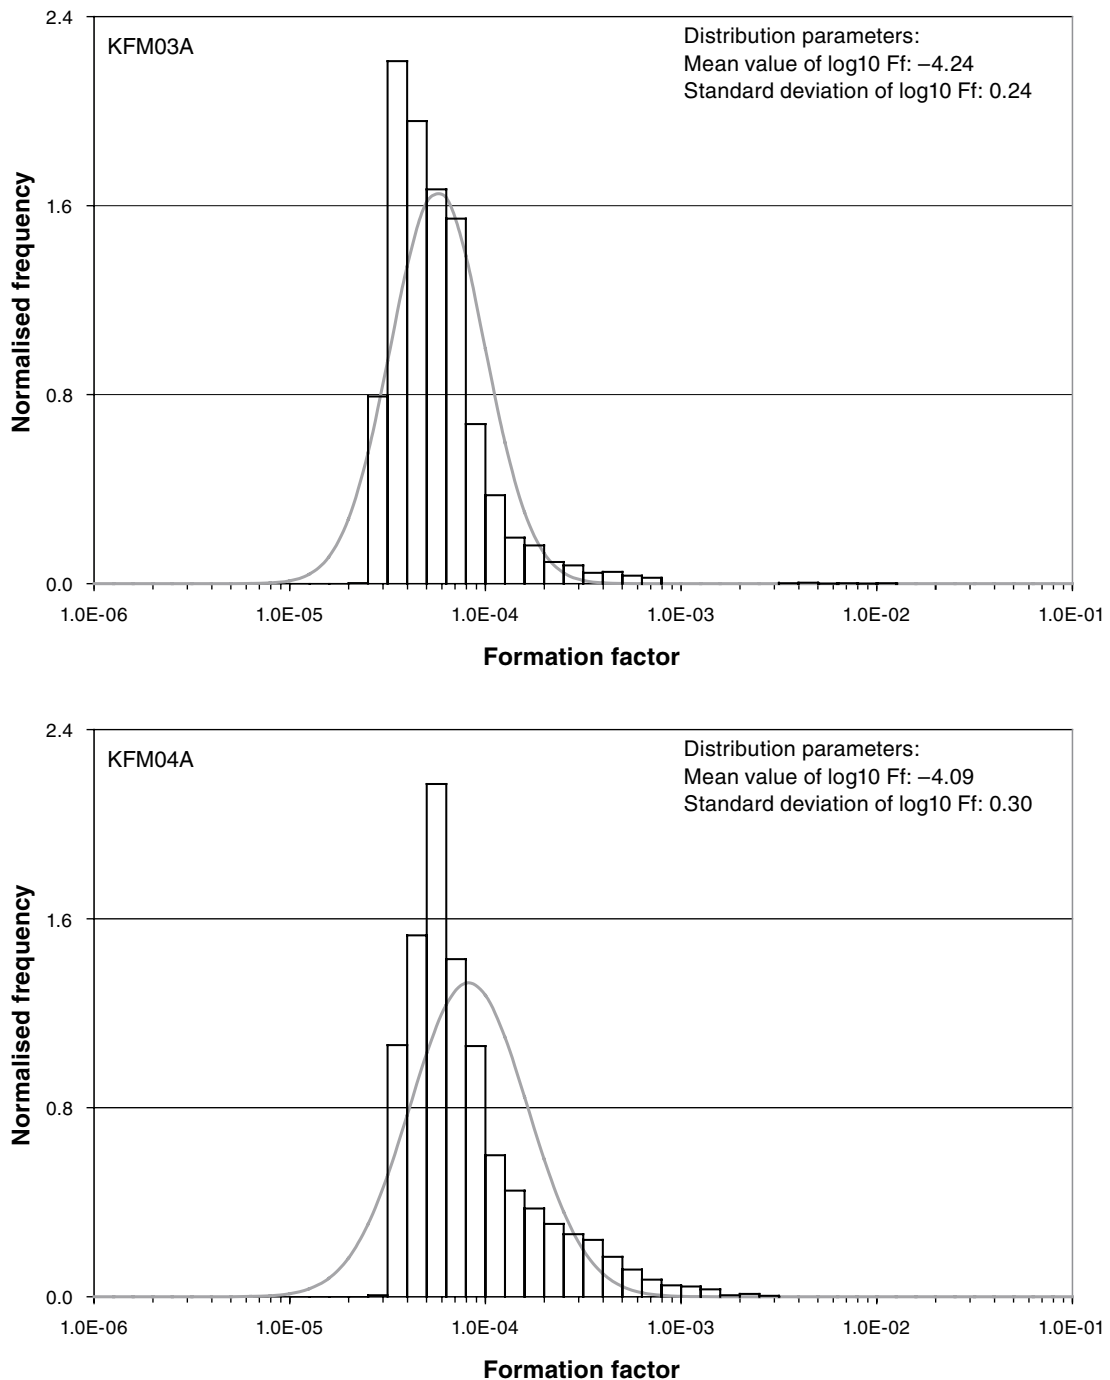 KFM03A
Distribution parameters:
Mean value of log10 Ff: −4.24
Standard deviation of log10 Ff: 0.24
Normalised frequency
2.4
1.6
0.8
0.0
1.0E-06 1.0E-05 1.0E-04 1.0E-03 1.0E-02 1.0E-01
Formation factor
KFM04A
Distribution parameters:
Mean value of log10 Ff: −4.09
Standard deviation of log10 Ff: 0.30
Normalised frequency
2.4
1.6
0.8
0.0
1.0E-06 1.0E-05 1.0E-04 1.0E-03 1.0E-02 1.0E-01
Formation factor